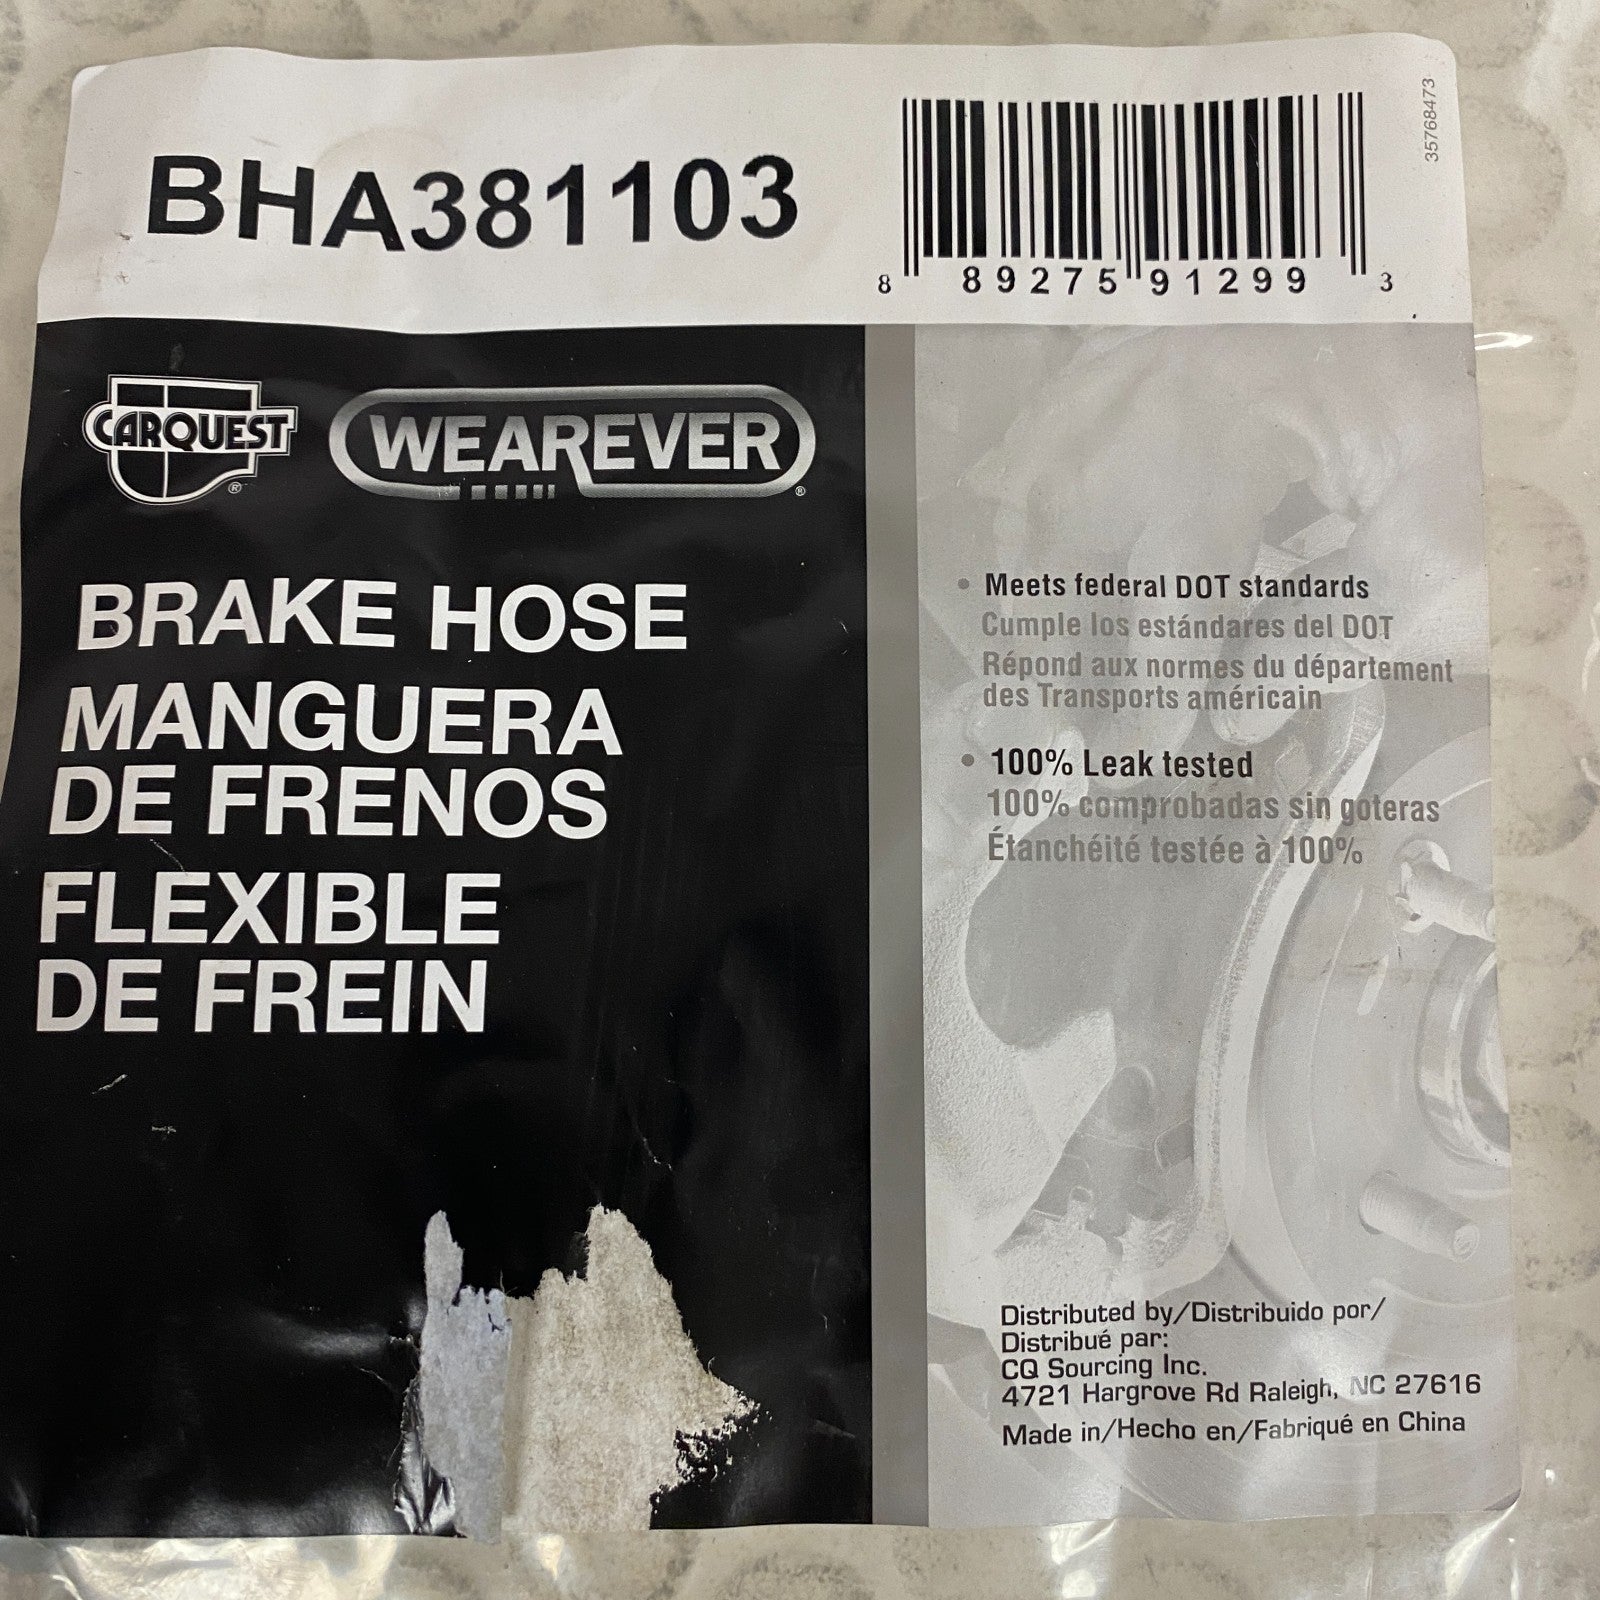 BHA381103
8 89275 91299 3
35768473
CARQUEST ®
WEAREVER ®
BRAKE HOSE
MANGUERA
DE FRENOS
FLEXIBLE
DE FREIN
• Meets federal DOT standards
Cumple los estándares del DOT
Répond aux normes du département
des Transports américain
• 100% Leak tested
100% comprobadas sin goteras
Étanchéité testée à 100%
Distributed by/Distribuido por/
Distribué par:
CQ Sourcing Inc.
4721 Hargrove Rd Raleigh, NC 27616
Made in/Hecho en/Fabriqué en China